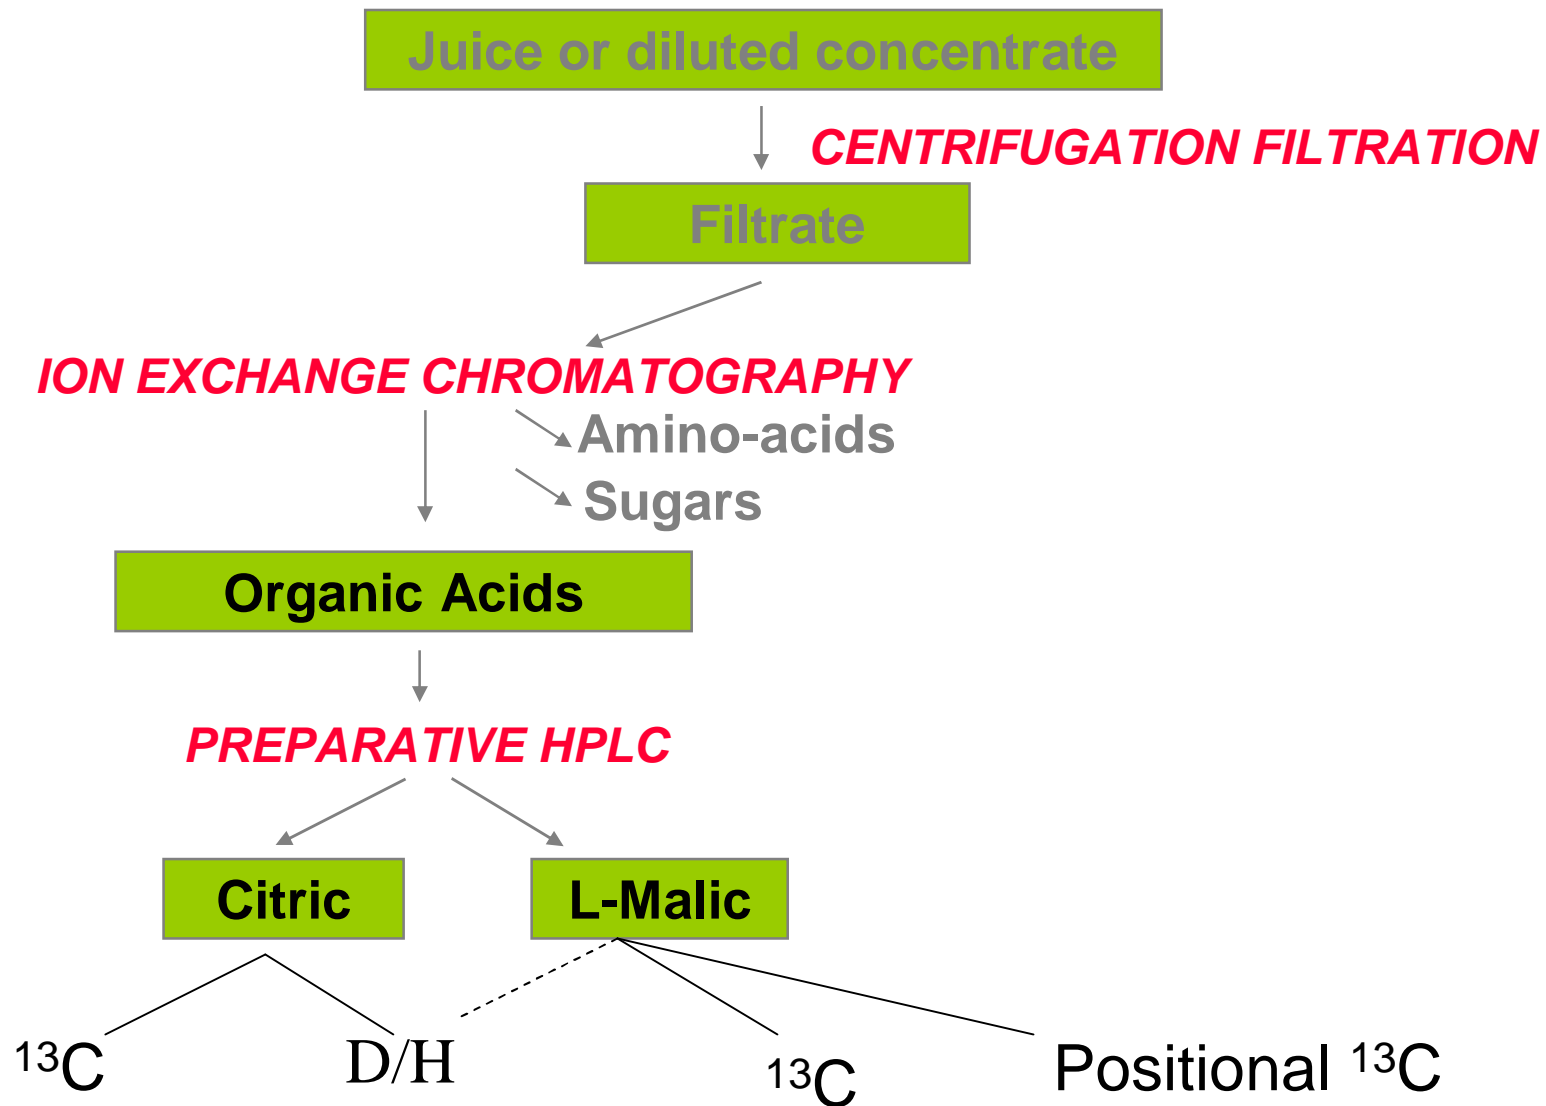 Juice or diluted concentrate
CENTRIFUGATION FILTRATION
Filtrate
ION EXCHANGE CHROMATOGRAPHY
Amino-acids
Sugars
Organic Acids
PREPARATIVE HPLC
Citric
L-Malic
¹³C
D/H
¹³C
Positional ¹³C